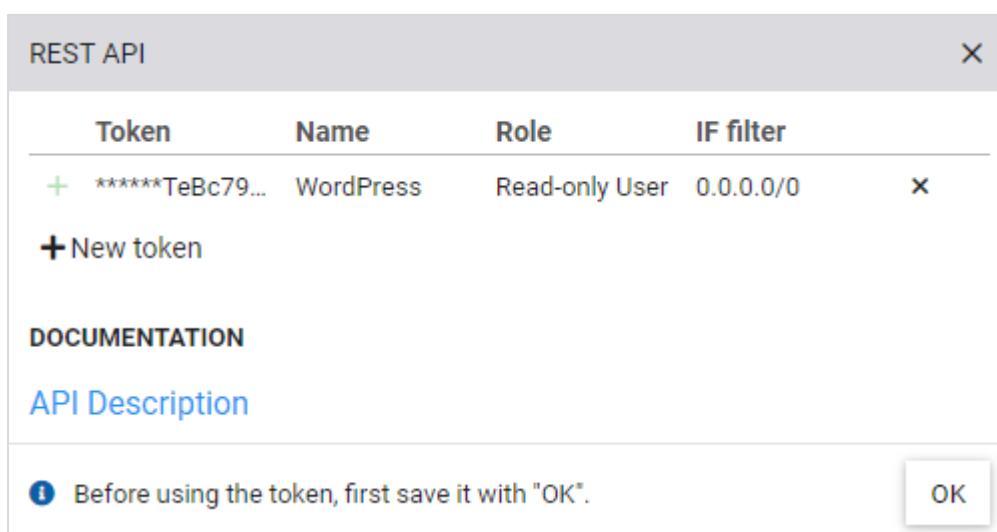 REST API
Token Name Role IF filter
******TeBc79... WordPress Read-only User 0.0.0.0/0
New token
DOCUMENTATION
API Description
Before using the token, first save it with "OK". OK